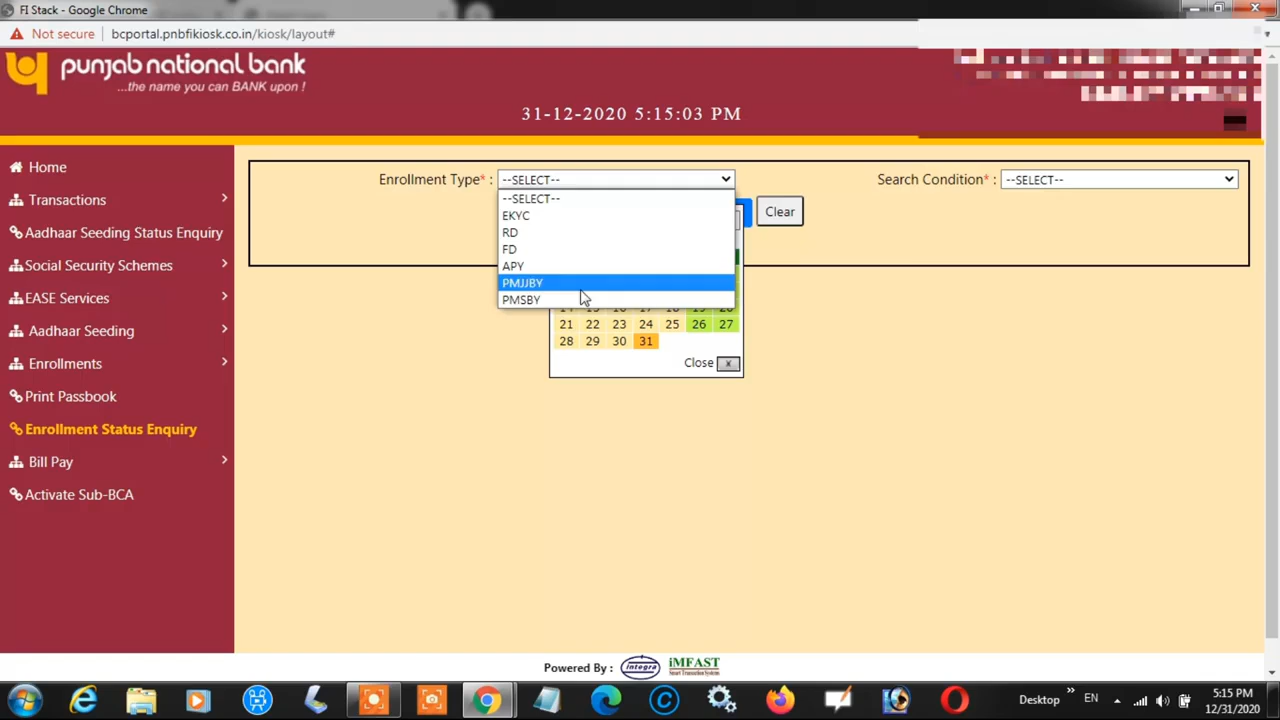 FI Stack - Google Chrome
Not secure bcportal.pnbfikiosk.co.in/kiosk/layout#
punjab national bank
...the name you can BANK upon !
31-12-2020 5:15:03 PM
Home
Transactions
Aadhaar Seeding Status Enquiry
Social Security Schemes
EASE Services
Aadhaar Seeding
Enrollments
Print Passbook
Enrollment Status Enquiry
Bill Pay
Activate Sub-BCA
Enrollment Type* : --SELECT--
Search Condition* : --SELECT--
--SELECT--
EKYC
RD
FD
APY
PMJJBY
PMSBY
Clear
21 22 23 24 25 26 27
28 29 30 31
Close x
Powered By : integra iMFAST
Smart Transaction Systems
Desktop » EN 5:15 PM
12/31/2020